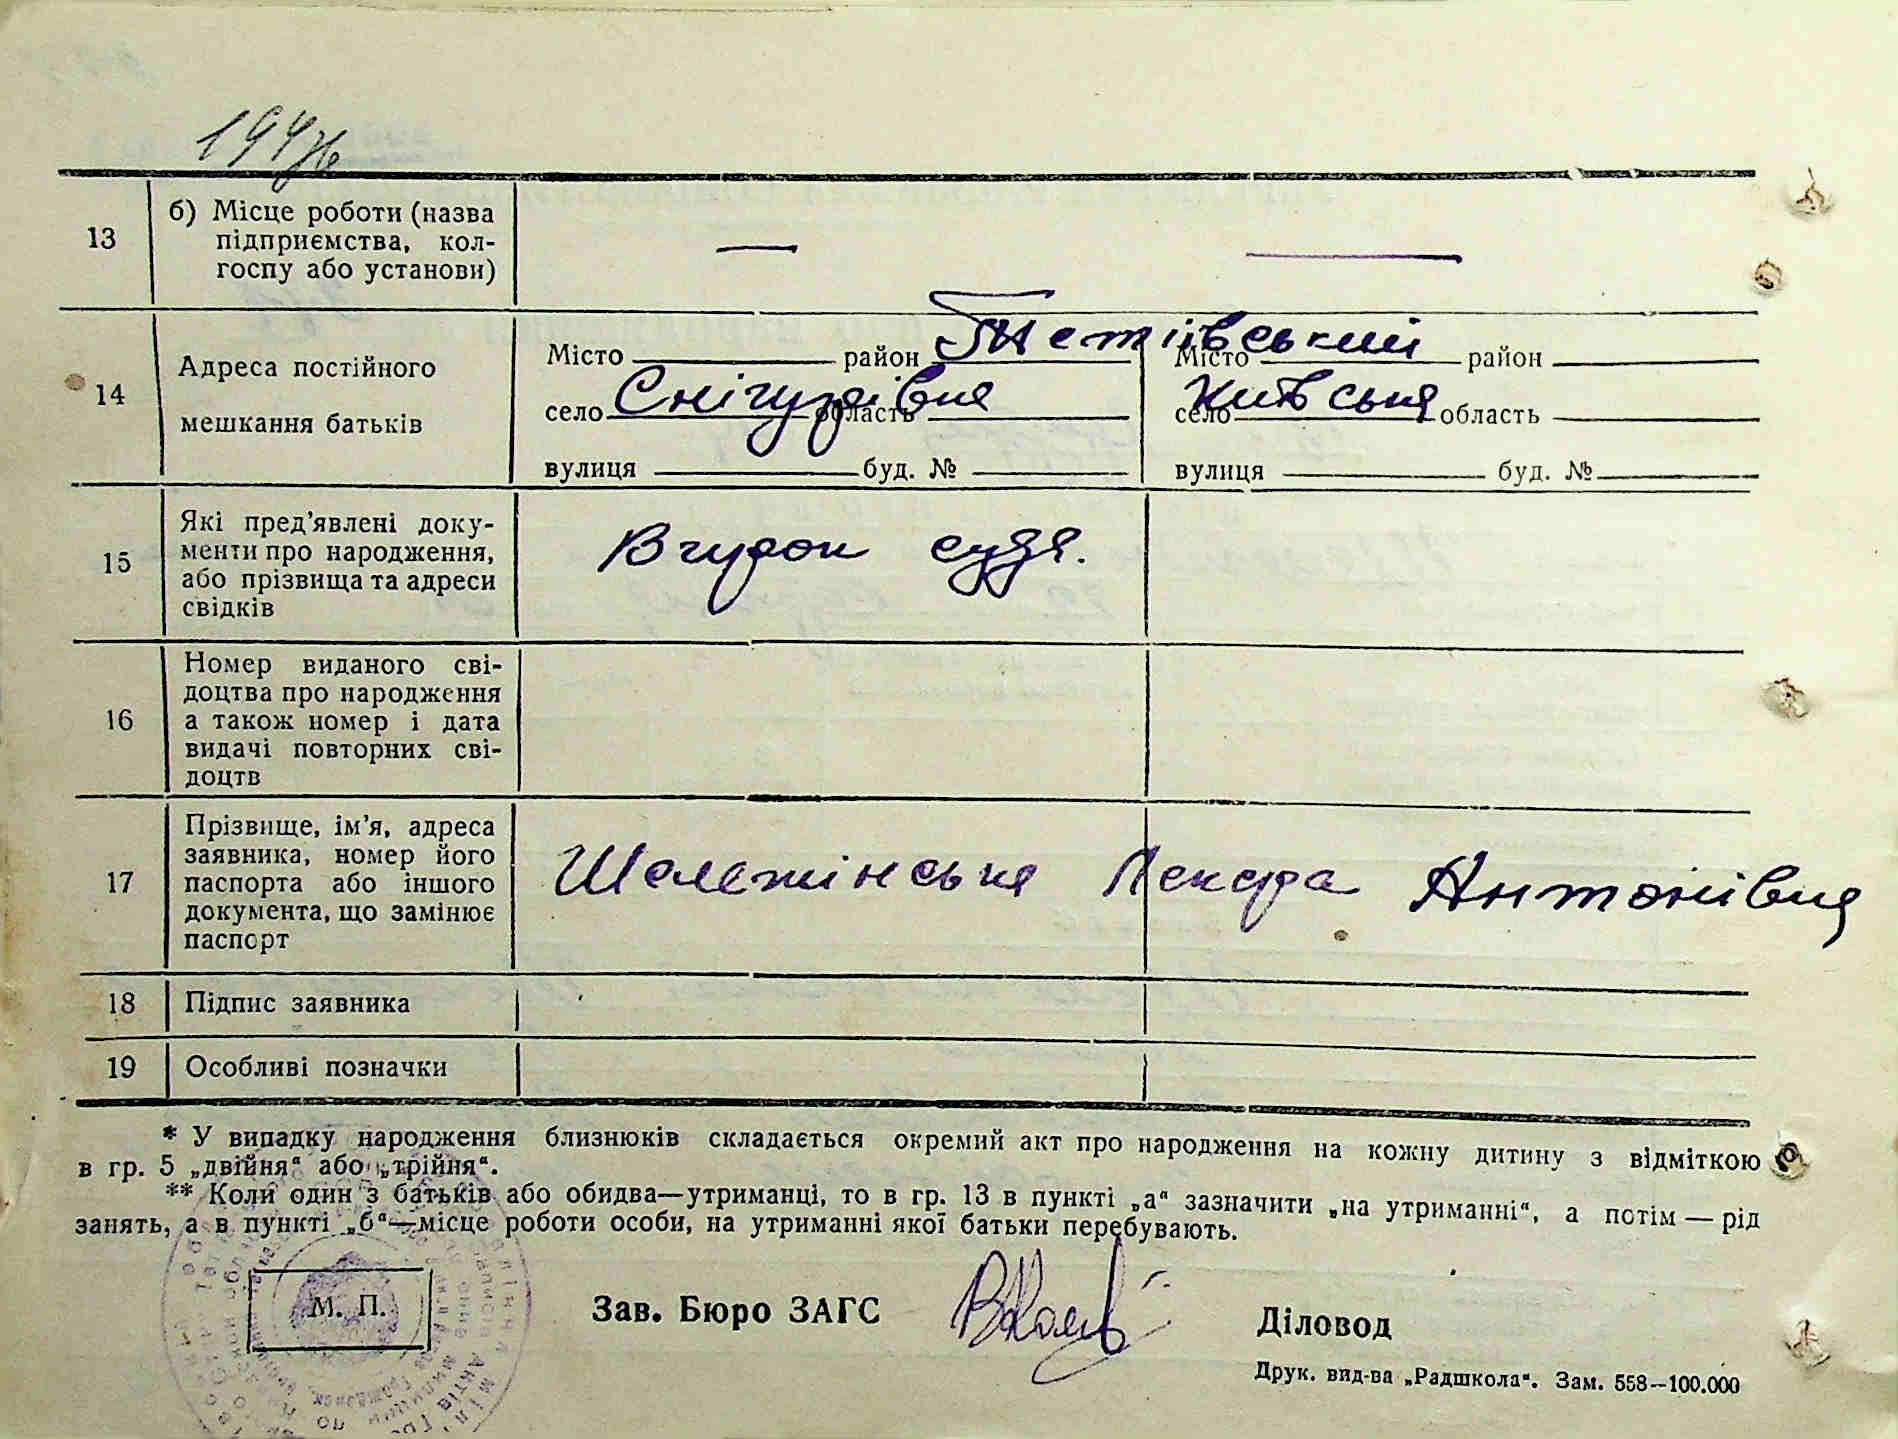 194
13
б) Місце роботи (назва
підприємства, кол-
госпу або установи)
—
—
14
Адреса постійного
мешкання батьків
Місто район Тетіївський Місто район
село Снігурівка область село Київська область
вулиця буд. № вулиця буд. №
15
Які пред'явлені доку-
менти про народження,
або прізвища та адреси
свідків
16
Номер виданого сві-
доцтва про народження
а також номер і дата
видачі повторних сві-
доцтв
17
Прізвище, ім'я, адреса
заявника, номер його
паспорта або іншого
документа, що замінює
паспорт
Антонівна
18
Підпис заявника
19
Особливі позначки
* У випадку народження близнюків складається окремий акт про народження на кожну дитину з відміткою
в гр. 5 „двійня“ або „трійня“.
** Коли один з батьків або обидва—утриманці, то в гр. 13 в пункті „а“ зазначити „на утриманні“, а потім — рід
занять, а в пункті „б“—місце роботи особи, на утриманні якої батьки перебувають.
М. П.
Зав. Бюро ЗАГС
Діловод
Друк. вид-ва „Радшкола“. Зам. 558—100.000